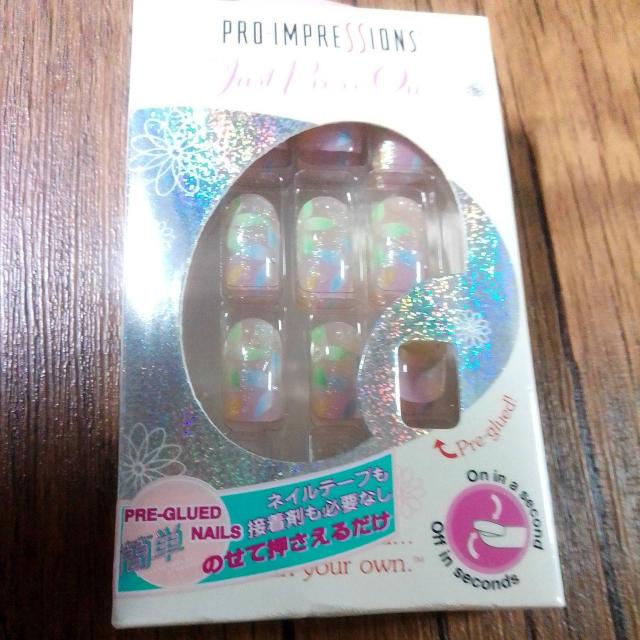 PRO·IMPRESSIONS
Just Press On
Pre-glued!
On in a second
Off in seconds
PRE-GLUED
NAILS
簡単
ネイルテープも
接着剤も必要なし
のせて押さえるだけ
your own.™